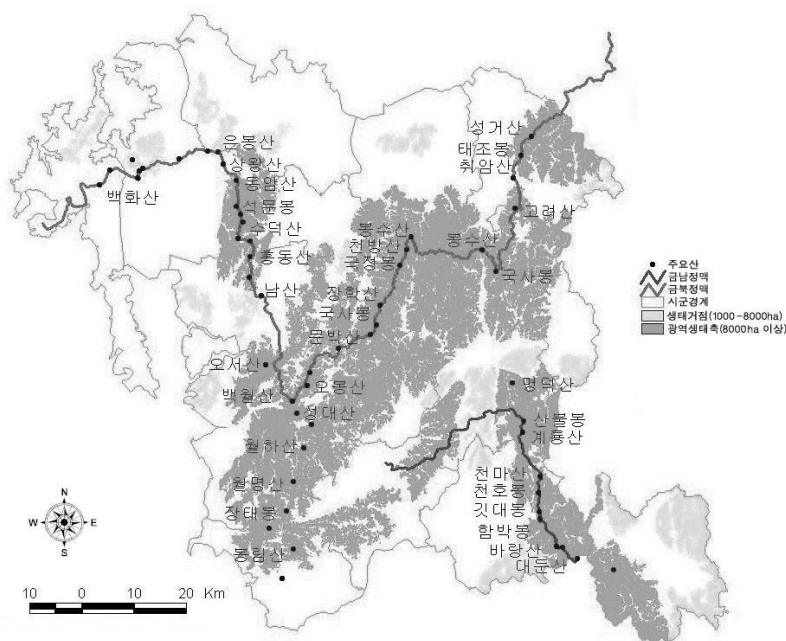 성거산
태조봉
취암산
은봉산
상왕산
동암산
백화산
석문봉
고려산
수덕산
봉수산
천방산
봉수산
홍동산
국정봉
국사봉
남산
장학산
국사봉
문박산
오서산
명덕산
백월산
오봉산
성대산
산불봉
계룡산
월하산
천마산
월명산
천호봉
깃대봉
장태봉
함박봉
바랑산
봉림산
대둔산
주요산
금남정맥
금북정맥
시군경계
생태거점(1000-8000ha)
광역생태축(8000ha 이상)
N
W
E
S
10 0 10 20 Km